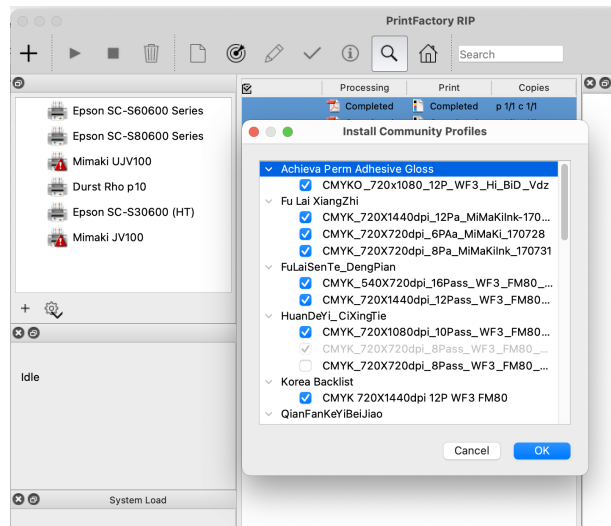 PrintFactory RIP
Search
Processing Print Copies
Completed Completed p 1/1 c 1/1
Epson SC-S60600 Series
Epson SC-S80600 Series
Mimaki UJV100
Durst Rho p10
Epson SC-S30600 (HT)
Mimaki JV100
Idle
System Load
Install Community Profiles
Achieva Perm Adhesive Gloss
CMYKO_720x1080_12P_WF3_Hi_BiD_Vdz
Fu Lai XiangZhi
CMYK_720X1440dpi_12Pa_MiMaKiInk-170...
CMYK_720X720dpi_6PAa_MiMaKi_170728
CMYK_720X720dpi_8Pa_MiMaKiInk_170731
FuLaiSenTe_DengPian
CMYK_540X720dpi_16Pass_WF3_FM80_...
CMYK_720X1440dpi_12Pass_WF3_FM80...
HuanDeYi_CiXingTie
CMYK_720X1080dpi_10Pass_WF3_FM80...
CMYK_720X720dpi_8Pass_WF3_FM80_...
CMYK_720X720dpi_8Pass_WF3_FM80_...
Korea Backlist
CMYK 720X1440dpi 12P WF3 FM80
QianFanKeYiBeiJiao
Cancel OK